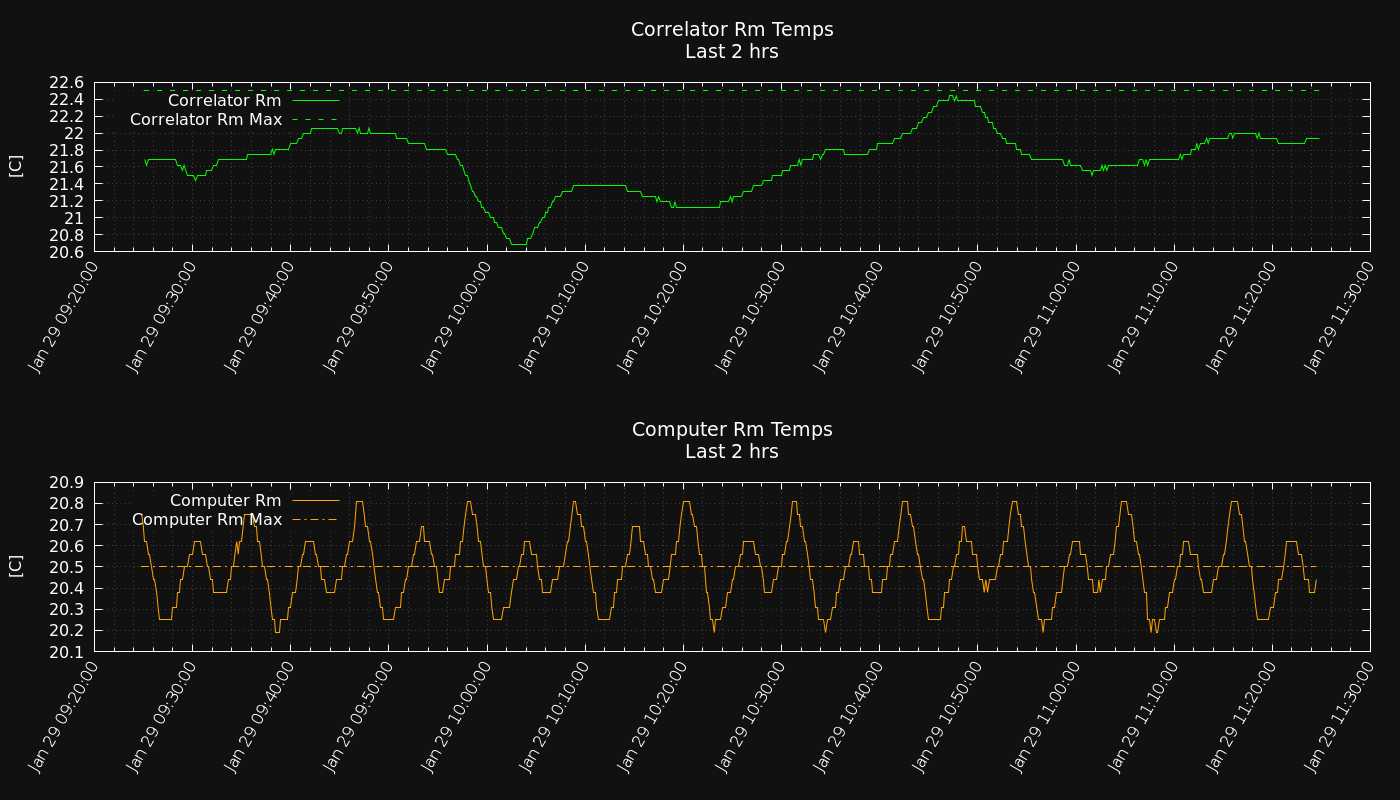 Correlator Rm Temps
Last 2 hrs
22.6
22.4
22.2
22
21.8
21.6
21.4
21.2
21
20.8
20.6
[C]
Correlator Rm
Correlator Rm Max
Jan 29 09:20:00
Jan 29 09:30:00
Jan 29 09:40:00
Jan 29 09:50:00
Jan 29 10:00:00
Jan 29 10:10:00
Jan 29 10:20:00
Jan 29 10:30:00
Jan 29 10:40:00
Jan 29 10:50:00
Jan 29 11:00:00
Jan 29 11:10:00
Jan 29 11:20:00
Jan 29 11:30:00
Computer Rm Temps
Last 2 hrs
20.9
20.8
20.7
20.6
20.5
20.4
20.3
20.2
20.1
[C]
Computer Rm
Computer Rm Max
Jan 29 09:20:00
Jan 29 09:30:00
Jan 29 09:40:00
Jan 29 09:50:00
Jan 29 10:00:00
Jan 29 10:10:00
Jan 29 10:20:00
Jan 29 10:30:00
Jan 29 10:40:00
Jan 29 10:50:00
Jan 29 11:00:00
Jan 29 11:10:00
Jan 29 11:20:00
Jan 29 11:30:00